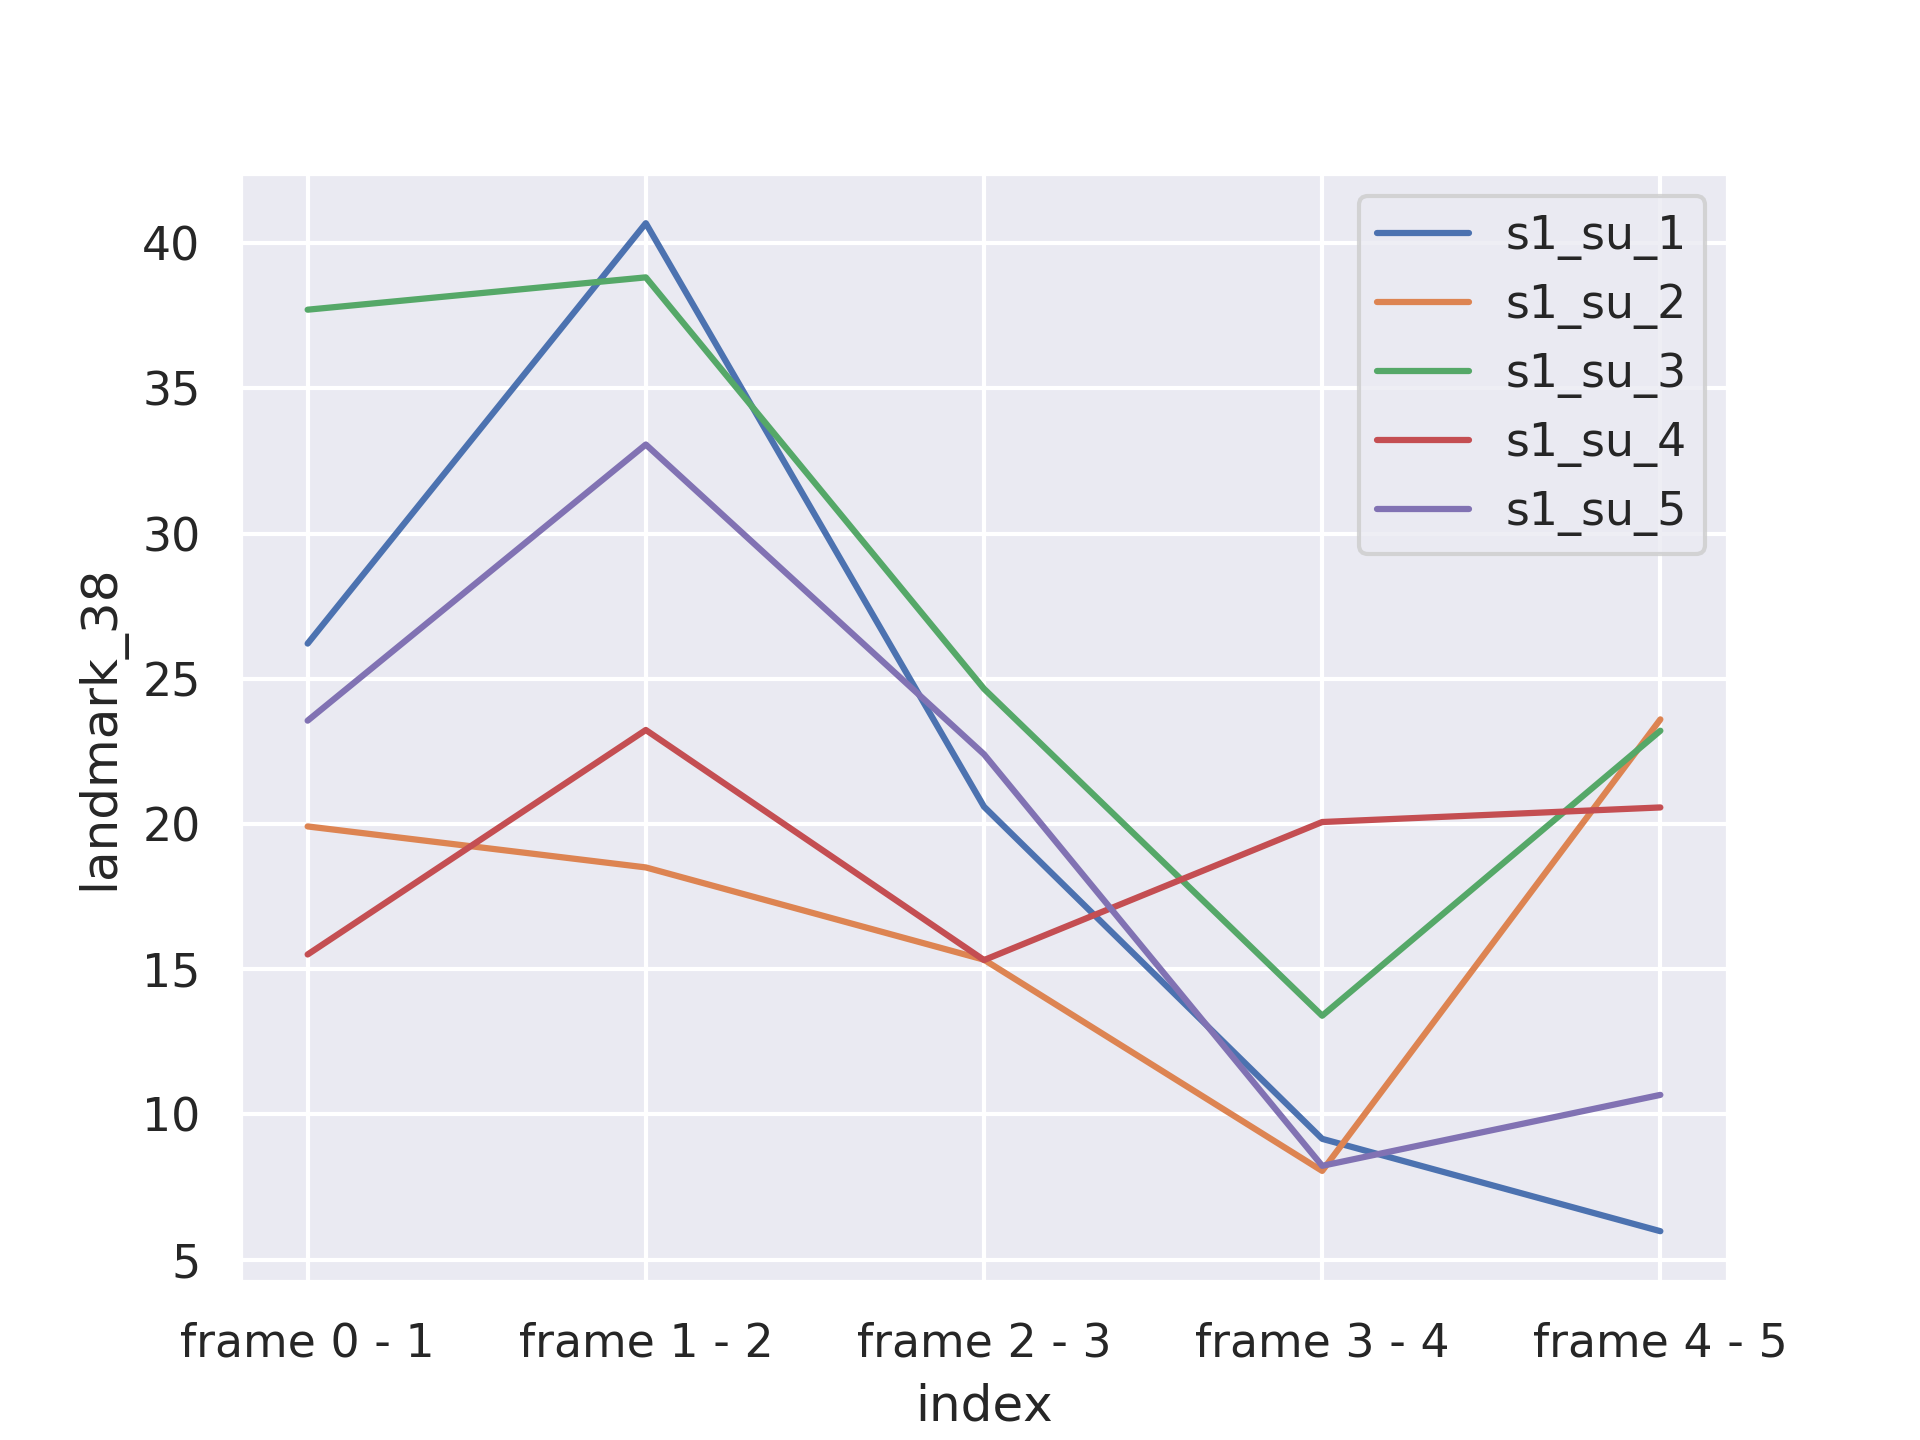 s1_su_1
s1_su_2
s1_su_3
s1_su_4
s1_su_5
landmark_38
40
35
30
25
20
15
10
5
frame 0 - 1 frame 1 - 2 frame 2 - 3 frame 3 - 4 frame 4 - 5
index